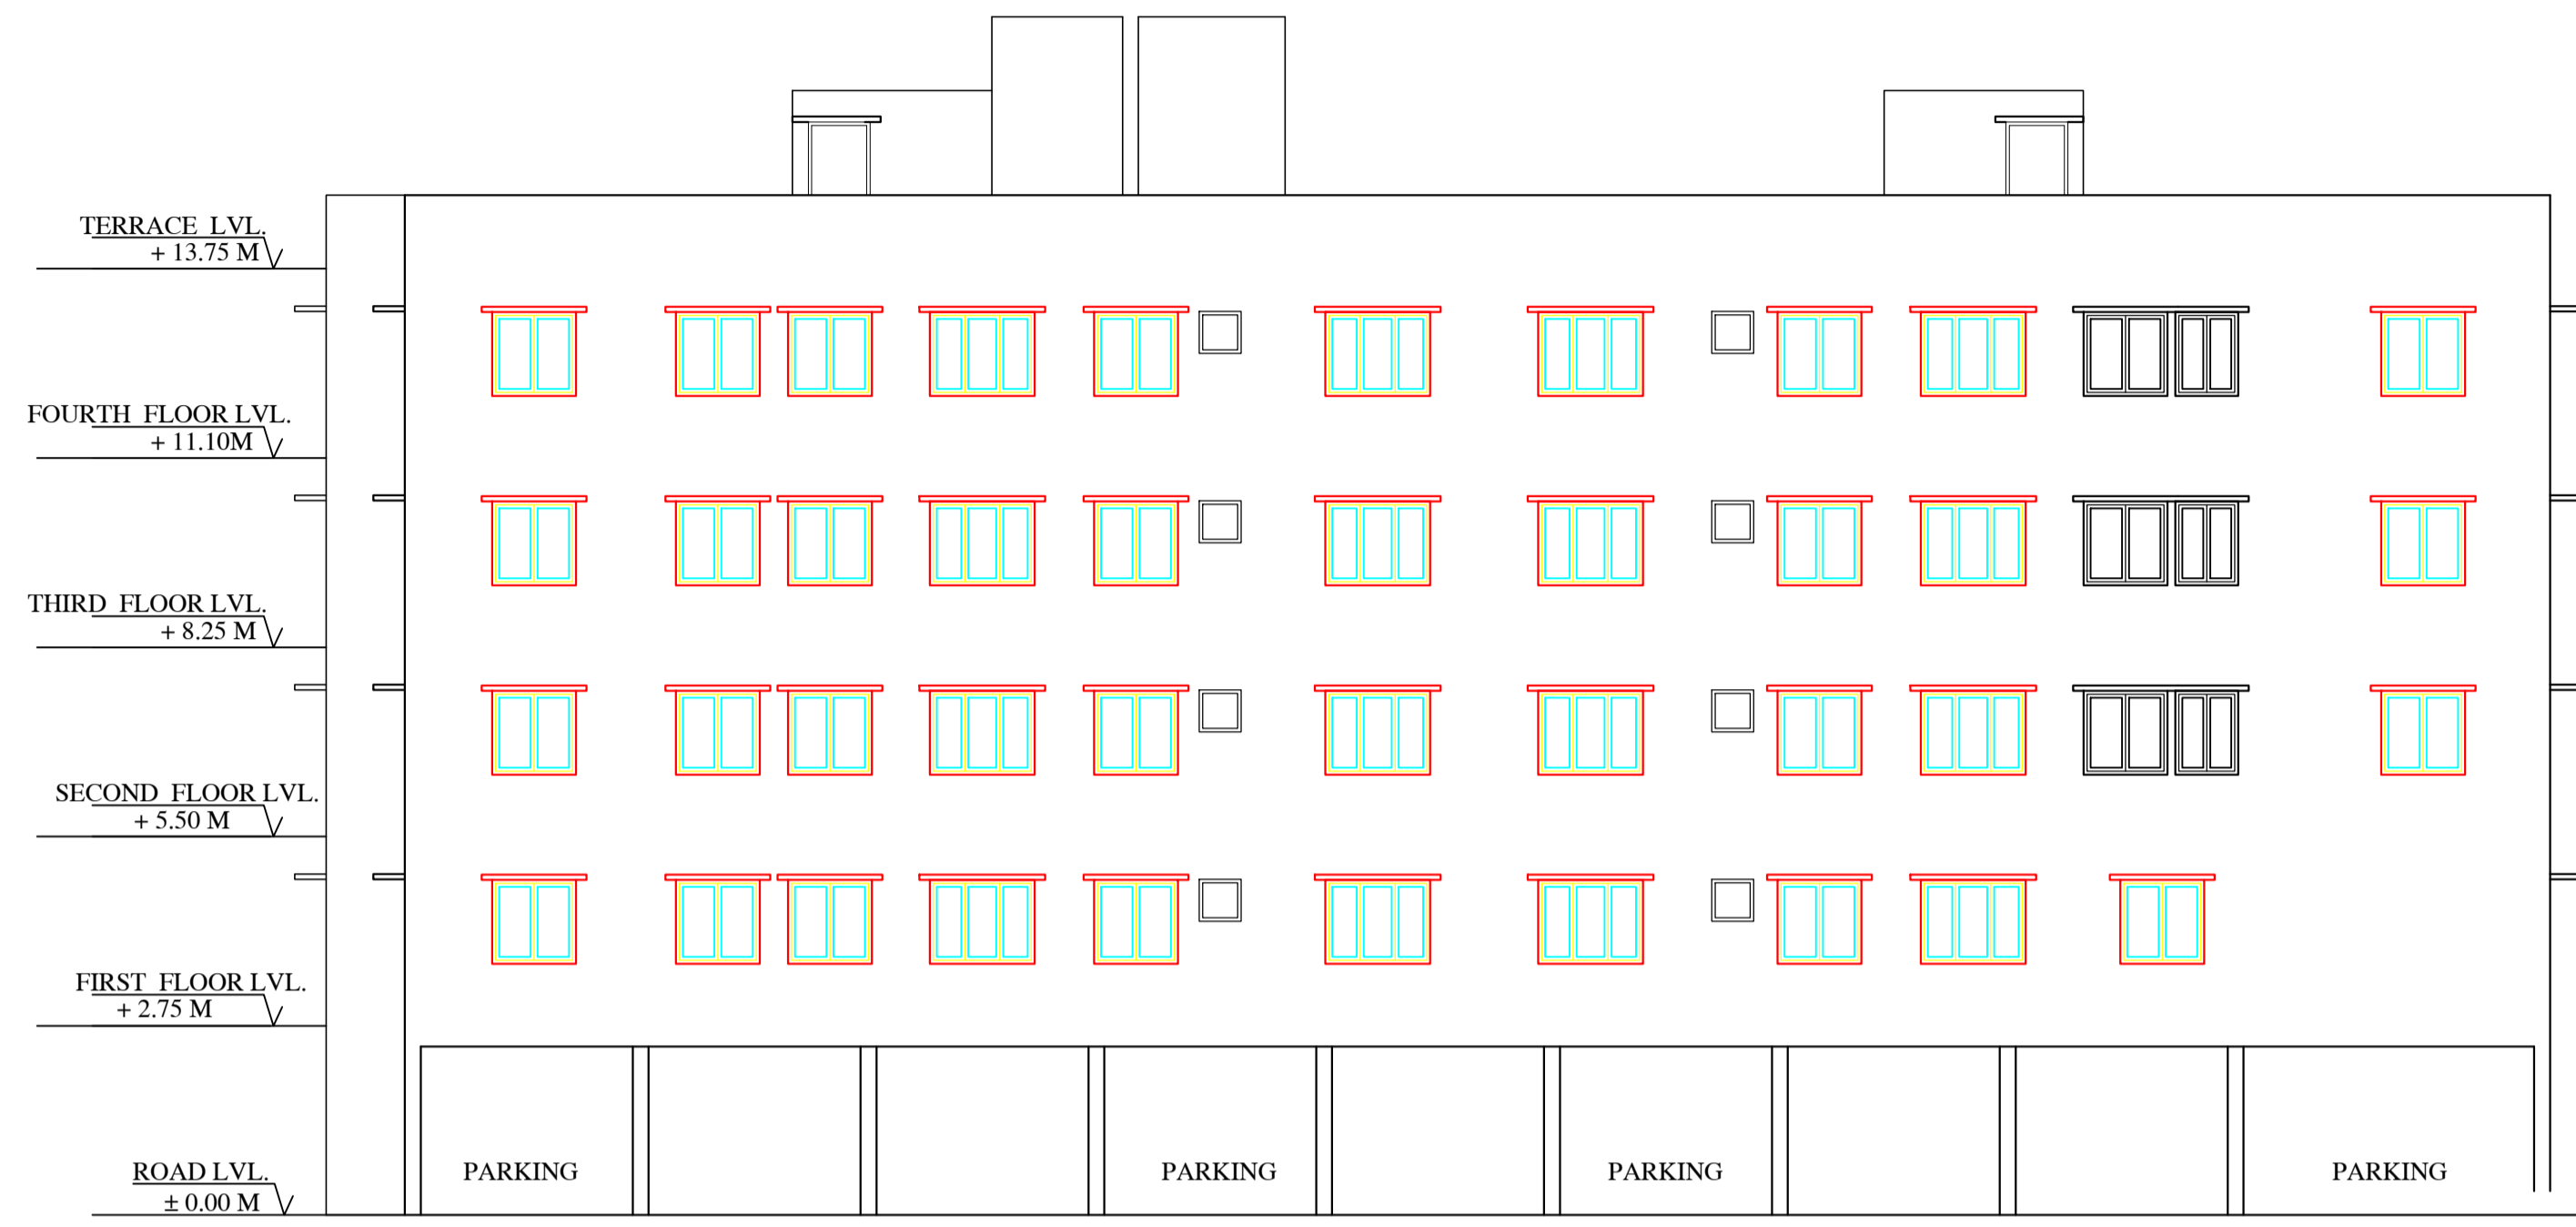 TERRACE LVL.
+ 13.75 M
FOURTH FLOOR LVL.
+ 11.10M
THIRD FLOOR LVL.
+ 8.25 M
SECOND FLOOR LVL.
+ 5.50 M
FIRST FLOOR LVL.
+ 2.75 M
PARKING PARKING PARKING PARKING
ROAD LVL.
± 0.00 M